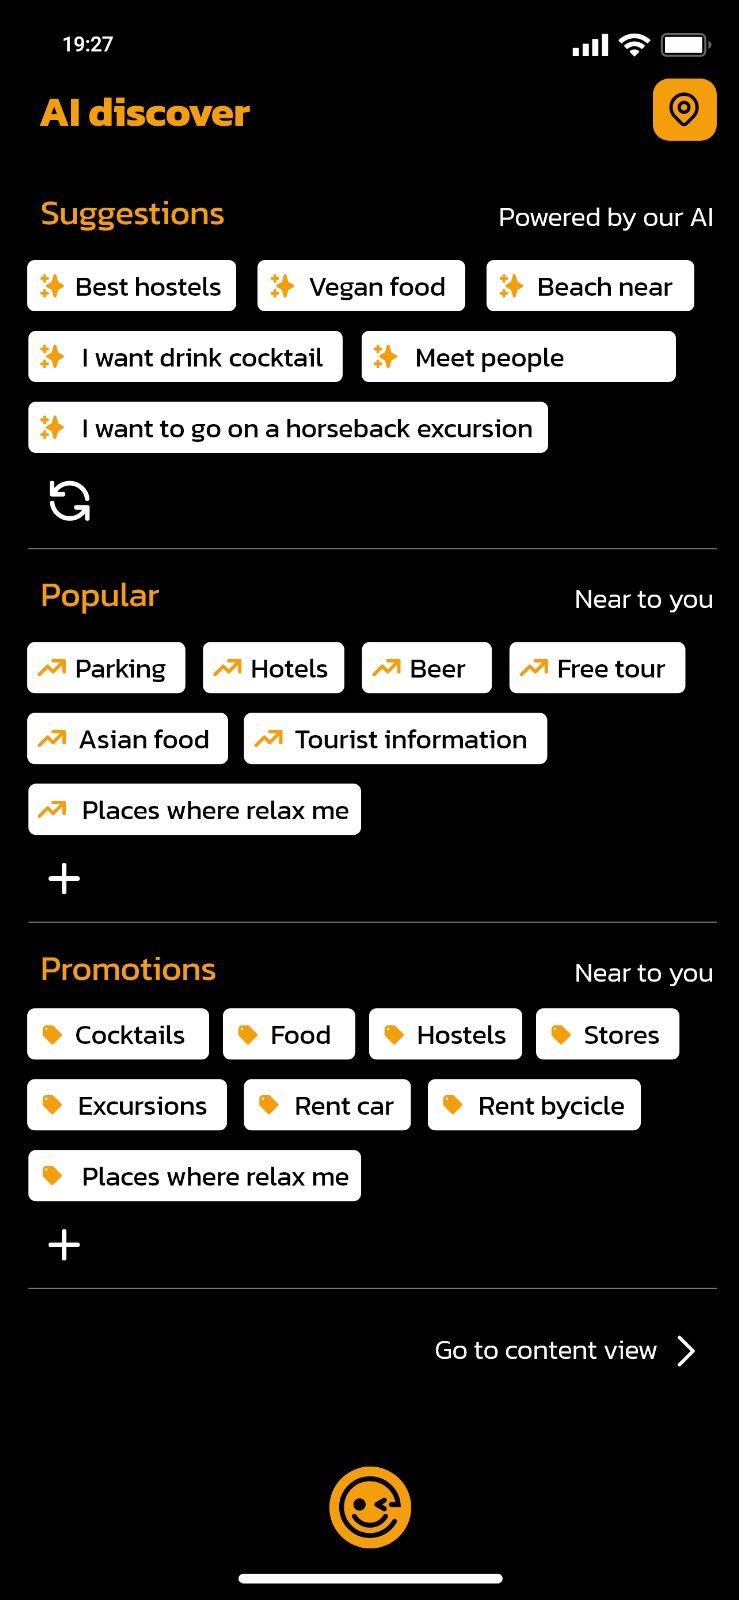 19:27
AI discover
Suggestions
Powered by our AI
Best hostels
Vegan food
Beach near
I want drink cocktail
Meet people
I want to go on a horseback excursion
Popular
Near to you
Parking
Hotels
Beer
Free tour
Asian food
Tourist information
Places where relax me
Promotions
Near to you
Cocktails
Food
Hostels
Stores
Excursions
Rent car
Rent bycicle
Places where relax me
Go to content view